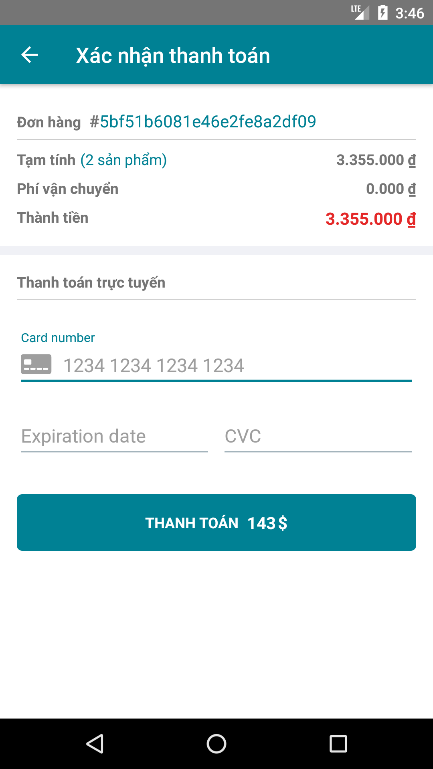 LTE 3:46
Xác nhận thanh toán
Đơn hàng #5bf51b6081e46e2fe8a2df09
Tạm tính (2 sản phẩm) 3.355.000 ₫
Phí vận chuyển 0.000 ₫
Thành tiền 3.355.000 ₫
Thanh toán trực tuyến
Card number
1234 1234 1234 1234
Expiration date CVC
THANH TOÁN 143$